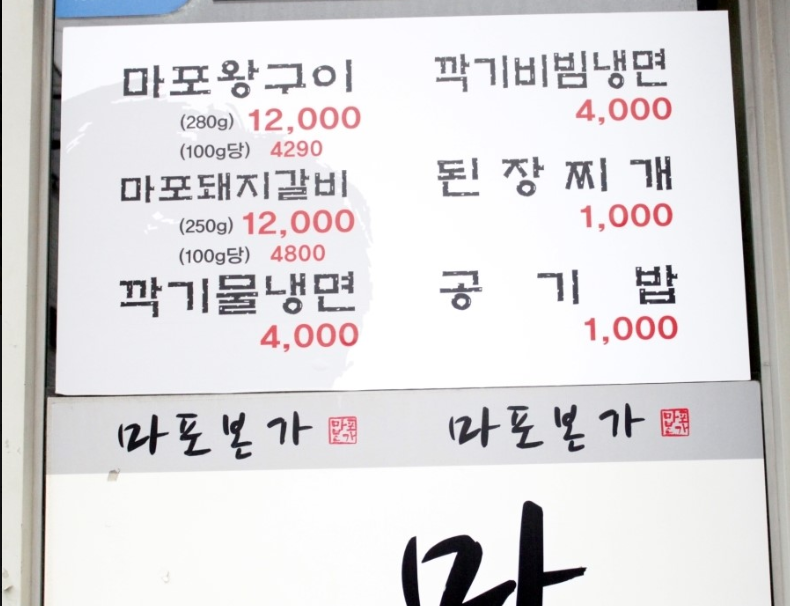 마포왕구이
(280g) 12,000
(100g당) 4290
마포돼지갈비
(250g) 12,000
(100g당) 4800
깍기물냉면
4,000
깍기비빔냉면
4,000
된장찌개
1,000
공기밥
1,000
마포본가
마포본가
마